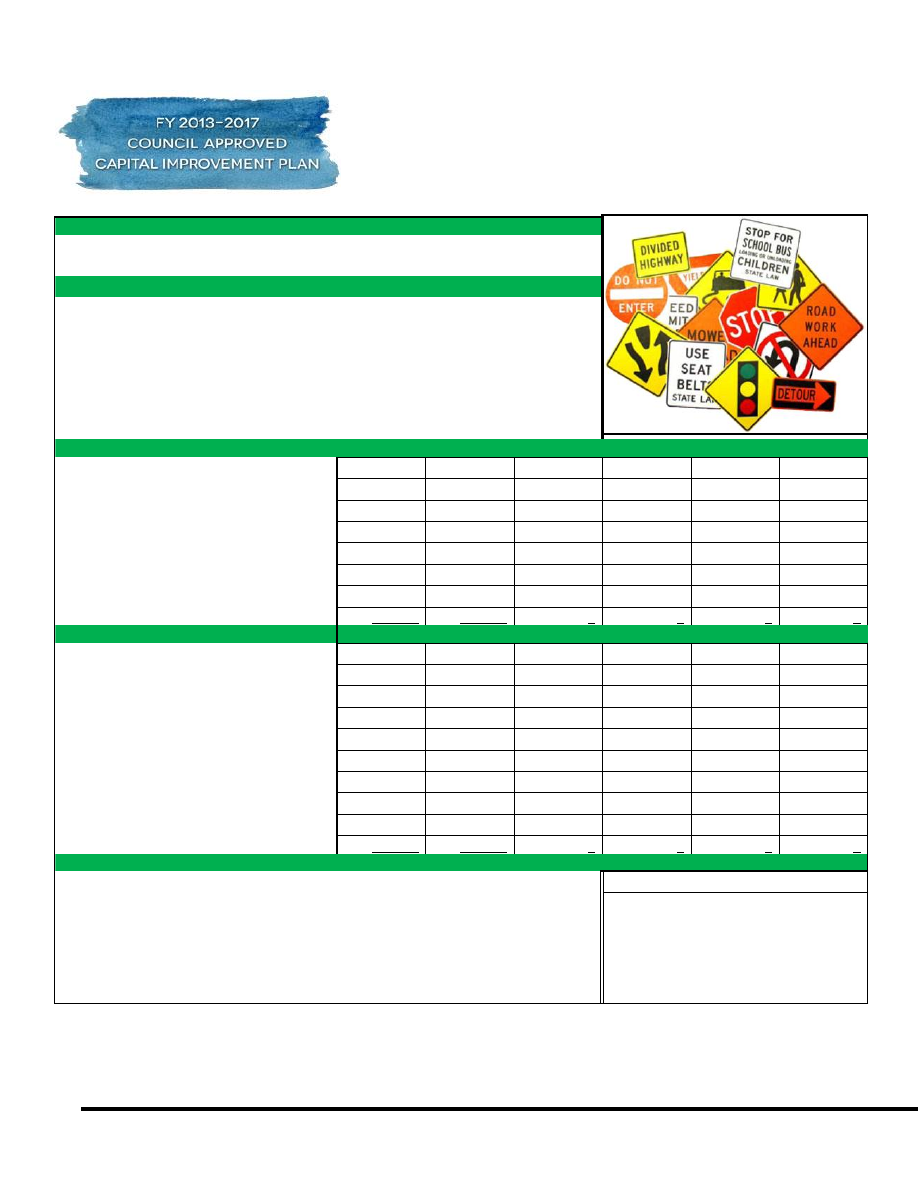 FY 2013-2017
COUNCIL APPROVED
CAPITAL IMPROVEMENT PLAN
DIVIDED
HIGHWAY
STOP FOR
SCHOOL BUS
LOADING OR UNLOADING
CHILDREN
STATE LAW
DO NOT
ENTER
YIEL
EED
MIT
MOWE
STOP
ROAD
WORK
AHEAD
USE
SEAT
BELTS
STATE LAW
DETOUR